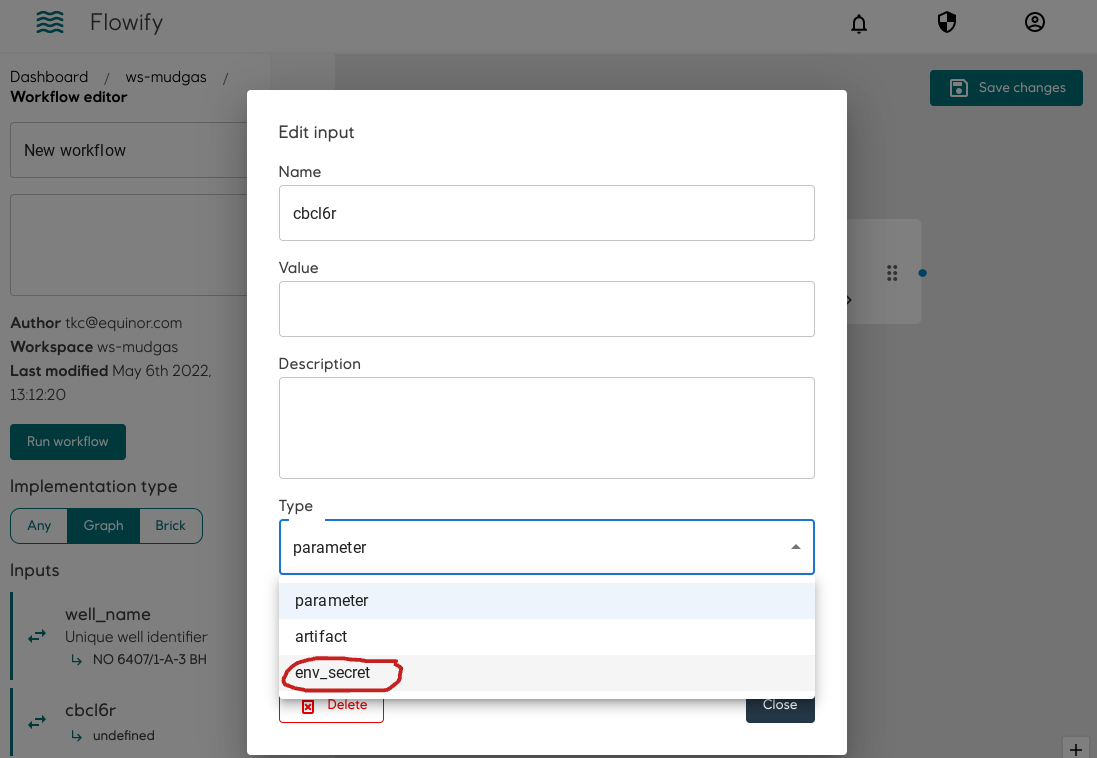 Flowify
Dashboard / ws-mudgas /
Workflow editor
Save changes
New workflow
Author tkc@equinor.com
Workspace ws-mudgas
Last modified May 6th 2022,
13:12:20
Run workflow
Implementation type
Any Graph Brick
Inputs
well_name
Unique well identifier
NO 6407/1-A-3 BH
cbcl6r
undefined
Edit input
Name
cbcl6r
Value
Description
Type
parameter
parameter
artifact
env_secret
Delete
Close